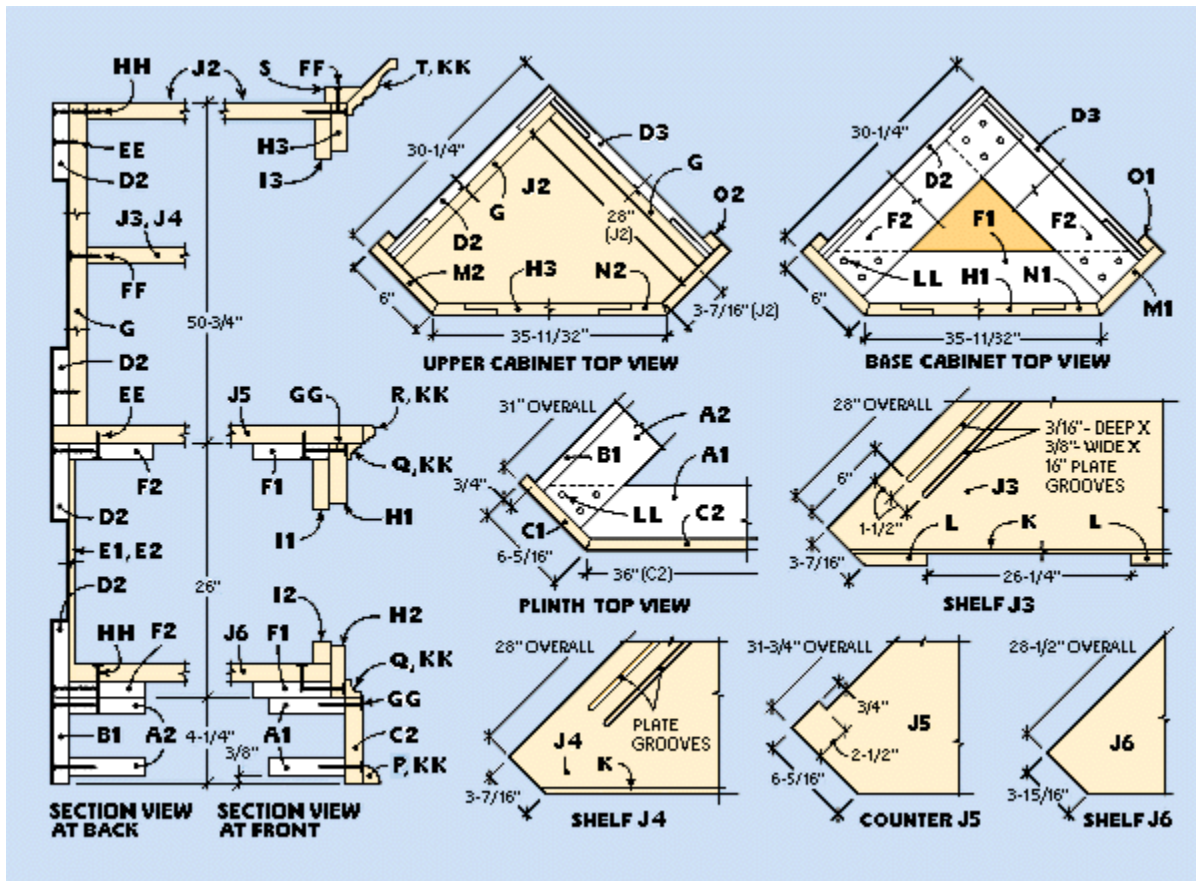 HH J2 S FF T, KK
H3
I3
EE
D2
J3, J4
FF
G
50-3/4"
D2
EE
J5 GG R, KK
F2 F1 Q, KK
H1
D2
I1
E1, E2
26"
D2
I2 H2
HH F2 J6 F1
Q, KK
GG
B1 A2 4-1/4" A1 C2
3/8"
P, KK
SECTION VIEW
AT BACK
SECTION VIEW
AT FRONT
30-1/4"
D3
G
J2
G
28"
(J2)
O2
D2
M2 H3 N2
6"
3-7/16" (J2)
35-11/32"
UPPER CABINET TOP VIEW
30-1/4"
D3
D2
O1
F2 F1 F2
LL H1 N1
6"
M1
35-11/32"
BASE CABINET TOP VIEW
31" OVERALL
A2
B1 A1
3/4"
LL C2
C1
6-5/16"
36" (C2)
PLINTH TOP VIEW
28" OVERALL
3/16"- DEEP X
3/8"- WIDE X
16" PLATE
GROOVES
6"
J3
1-1/2"
L K L
3-7/16"
26-1/4"
SHELF J3
28" OVERALL
PLATE
GROOVES
J4
K
3-7/16"
SHELF J4
31-3/4" OVERALL
3/4"
J5
2-1/2"
6-5/16"
COUNTER J5
28-1/2" OVERALL
J6
3-15/16"
SHELF J6